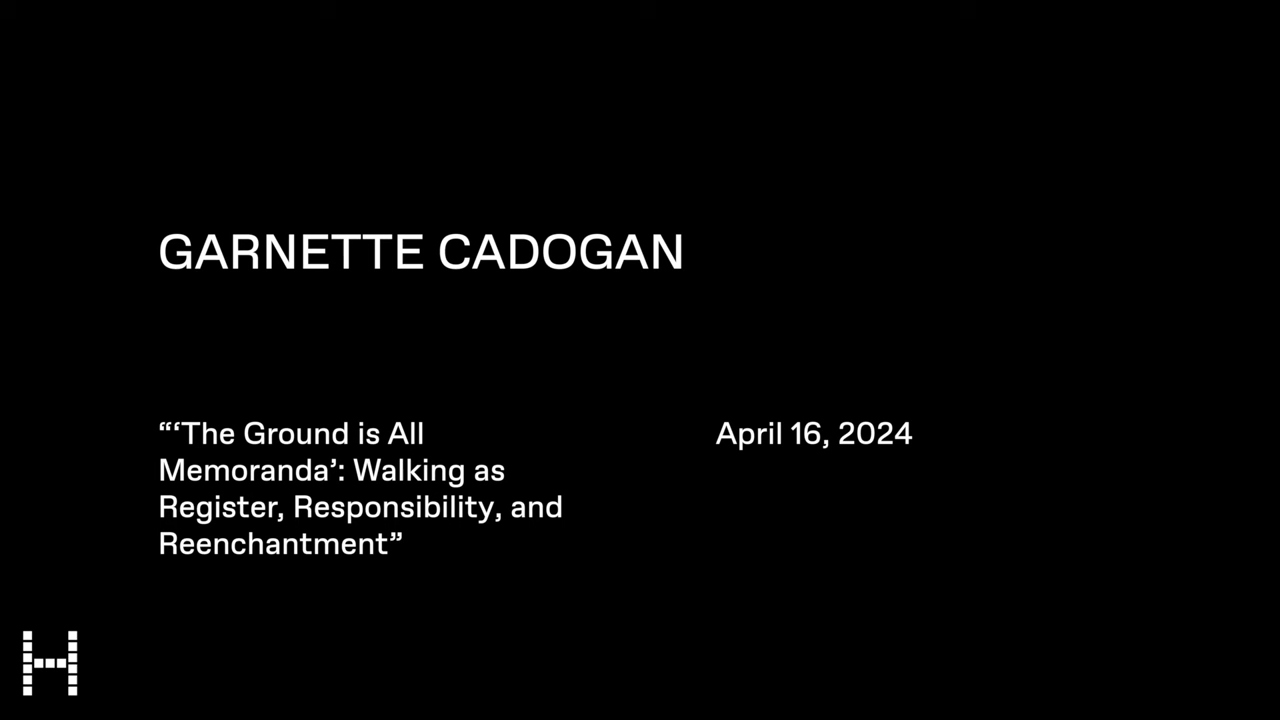 GARNETTE CADOGAN
“‘The Ground is All
Memoranda’: Walking as
Register, Responsibility, and
Reenchantment”
April 16, 2024
H